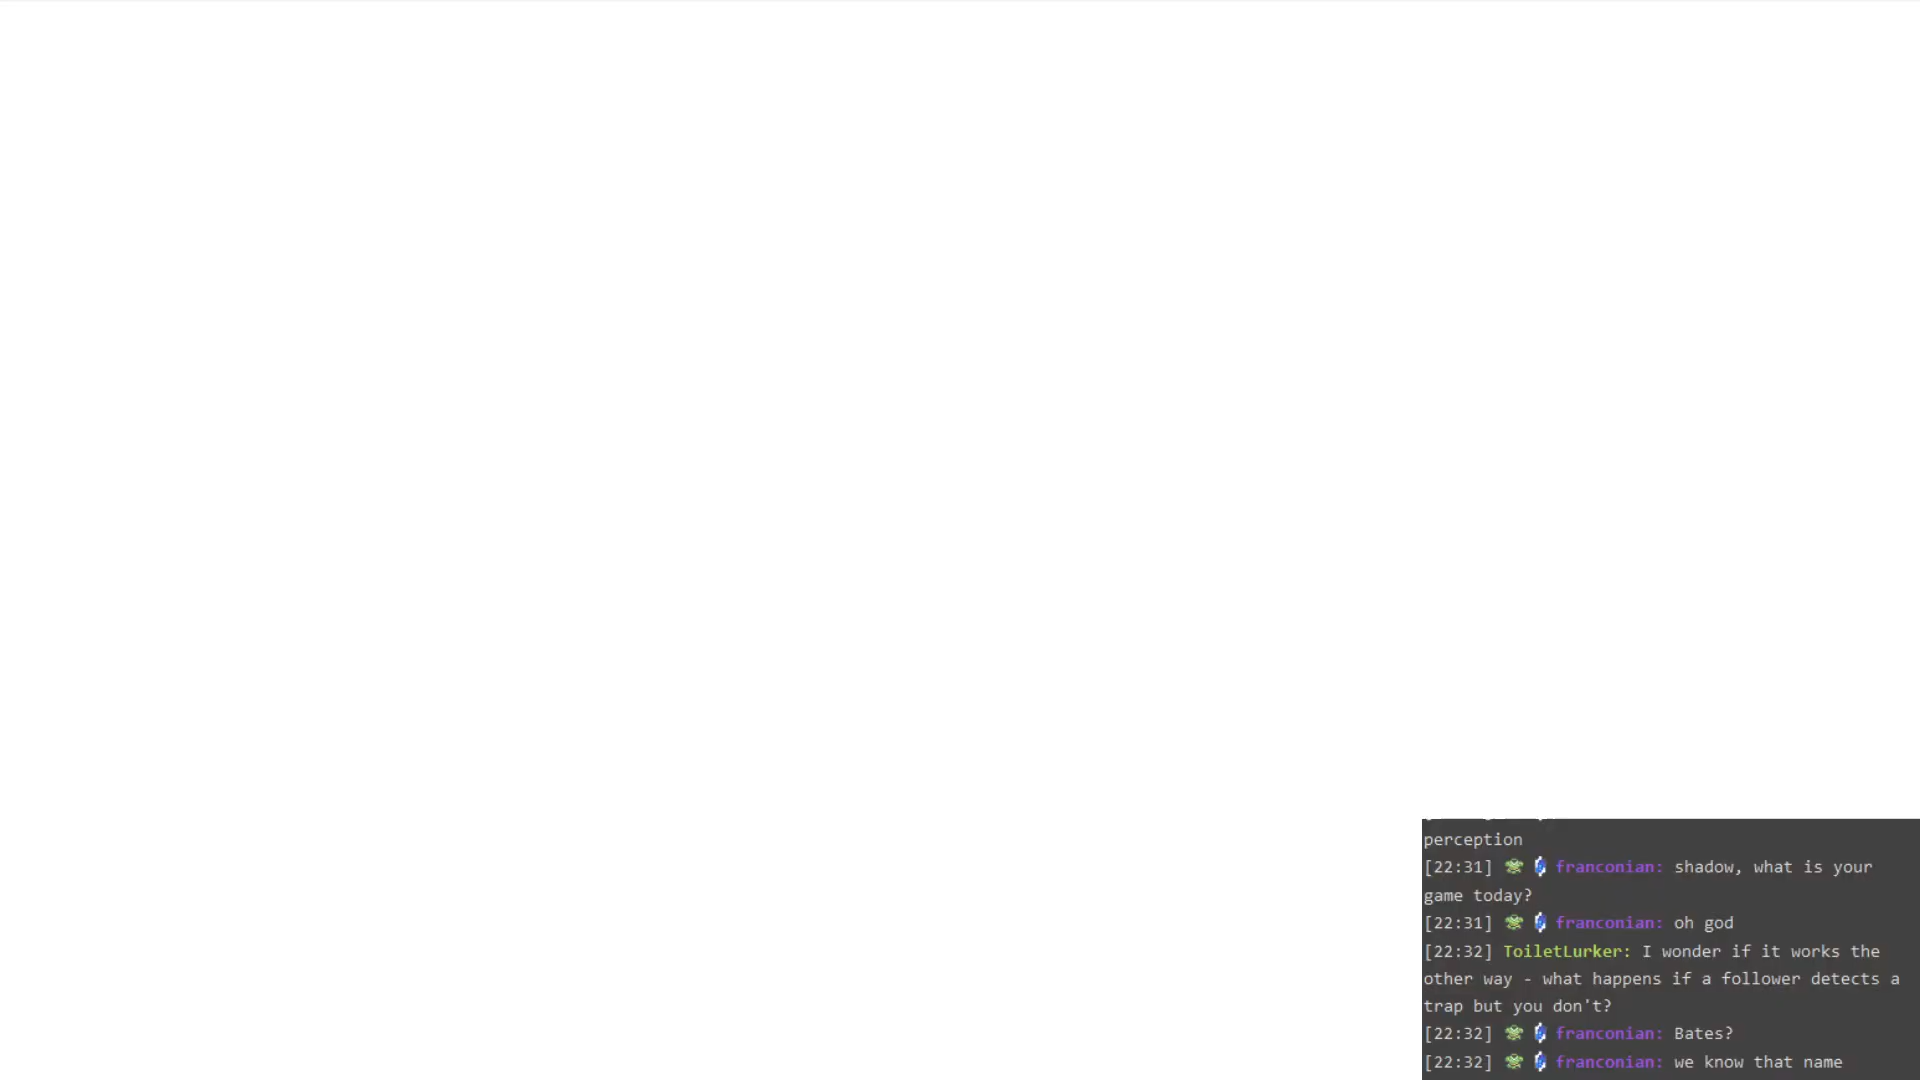 perception
[22:31] franconian: shadow, what is your
game today?
[22:31] franconian: oh god
[22:32] ToiletLurker: I wonder if it works the
other way - what happens if a follower detects a
trap but you don't?
[22:32] franconian: Bates?
[22:32] franconian: we know that name